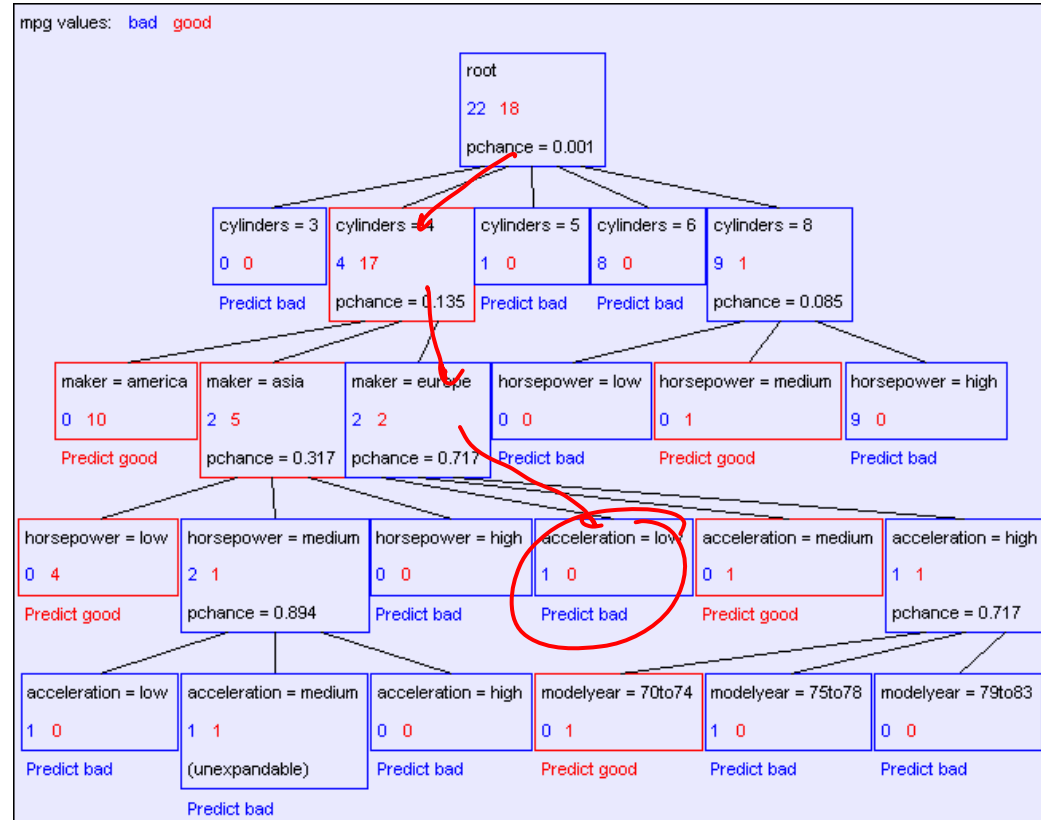 mpg values: bad good
root
22 18
pchance = 0.001
cylinders = 3 cylinders = 4 cylinders = 5 cylinders = 6 cylinders = 8
0 0 4 17 1 0 8 0 9 1
Predict bad pchance = 0.135 Predict bad Predict bad pchance = 0.085
maker = america maker = asia maker = europe horsepower = low horsepower = medium horsepower = high
0 10 2 5 2 2 0 0 0 1 9 0
Predict good pchance = 0.317 pchance = 0.717 Predict bad Predict good Predict bad
horsepower = low horsepower = medium horsepower = high acceleration = low acceleration = medium acceleration = high
0 4 2 1 0 0 1 0 0 1 1 1
Predict good pchance = 0.894 Predict bad Predict bad Predict good pchance = 0.717
acceleration = low acceleration = medium acceleration = high modelyear = 70to74 modelyear = 75to78 modelyear = 79to83
1 0 1 1 0 0 0 1 1 0 0 0
Predict bad (unexpandable) Predict bad Predict good Predict bad Predict bad
Predict bad